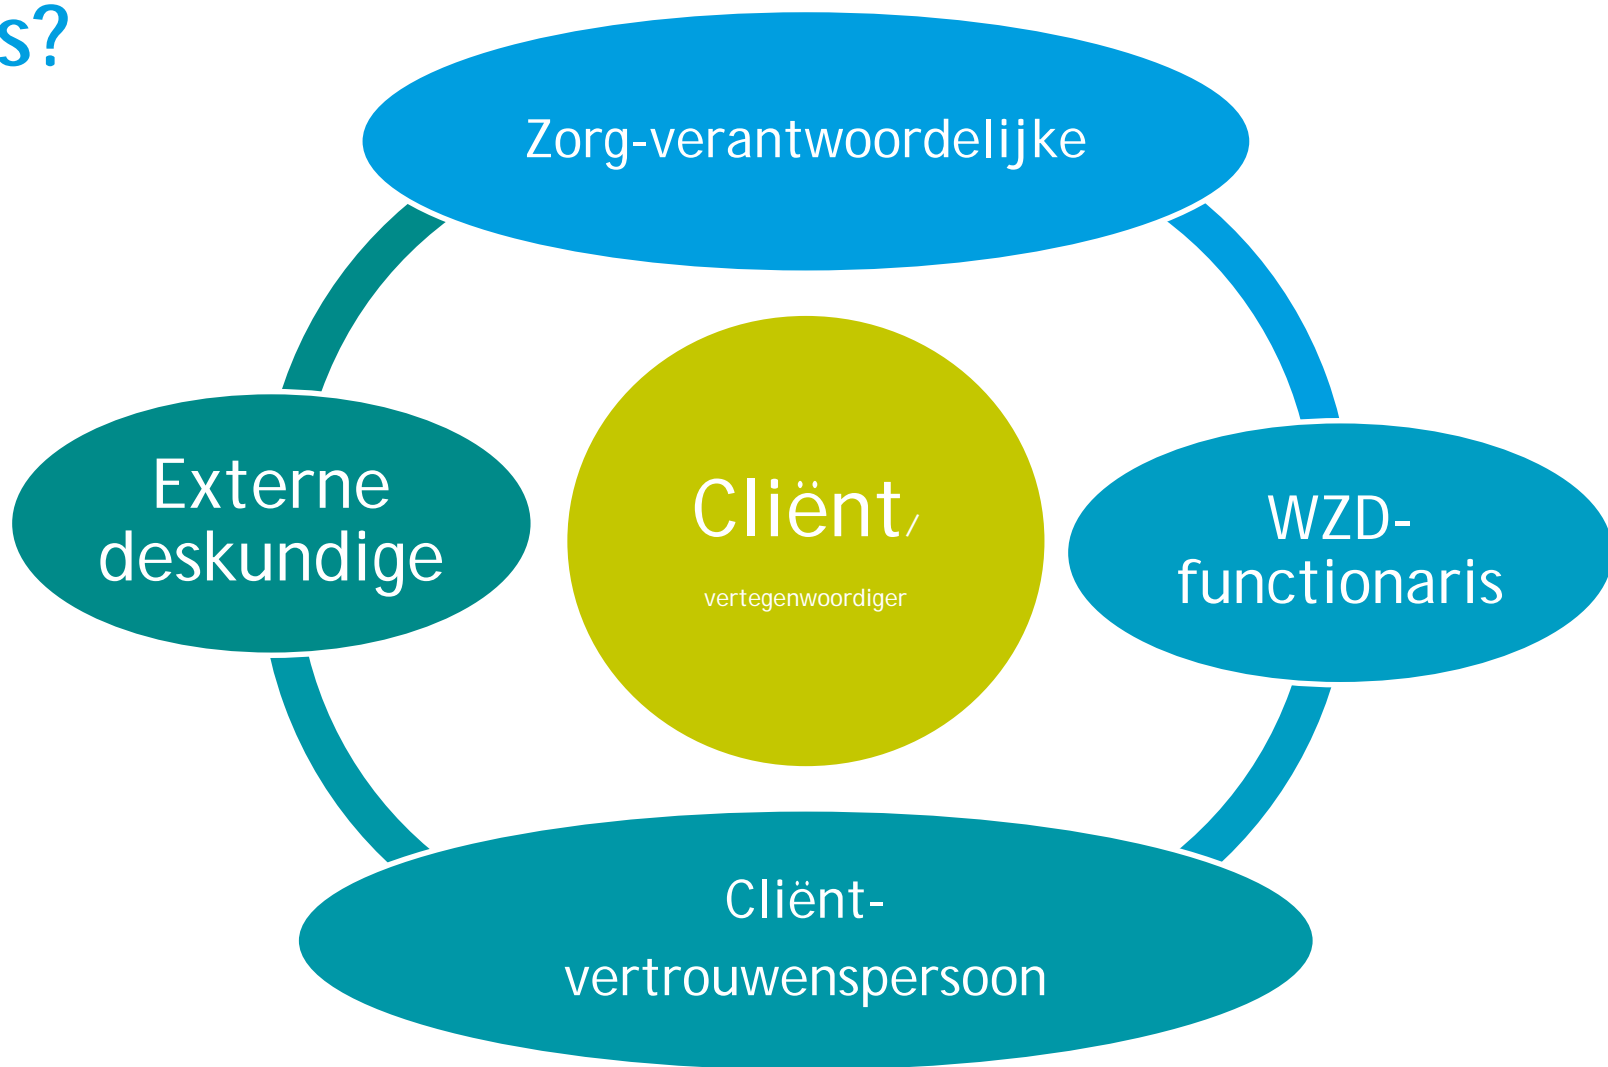 s?
Zorg-verantwoordelijke
Externe
deskundige
Cliënt/
vertegenwoordiger
WZD-
functionaris
Cliënt-
vertrouwenspersoon